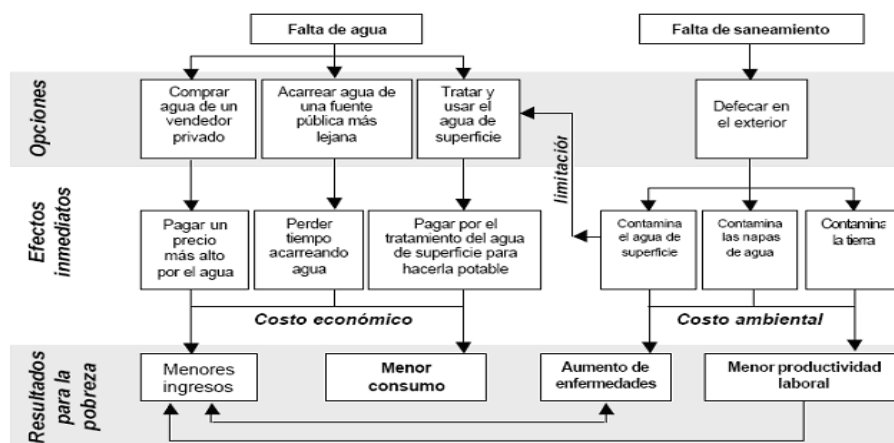 Falta de agua
Falta de saneamiento
Opciones
Comprar
agua de un
vendedor
privado
Acarrear agua de
una fuente
pública más
lejana
Tratar y
usar el
agua de
superficie
Defecar en
el exterior
limitación
Efectos
inmediatos
Pagar un
precio
más alto
por el agua
Perder
tiempo
acarreando
agua
Pagar por el
tratamiento del agua
de superficie para
hacerla potable
Contamina
el agua de
superficie
Contamina
las napas
de agua
Contamina
la tierra
Costo económico
Costo ambiental
Resultados
para la
pobreza
Menores
ingresos
Menor
consumo
Aumento de
enfermedades
Menor productividad
laboral